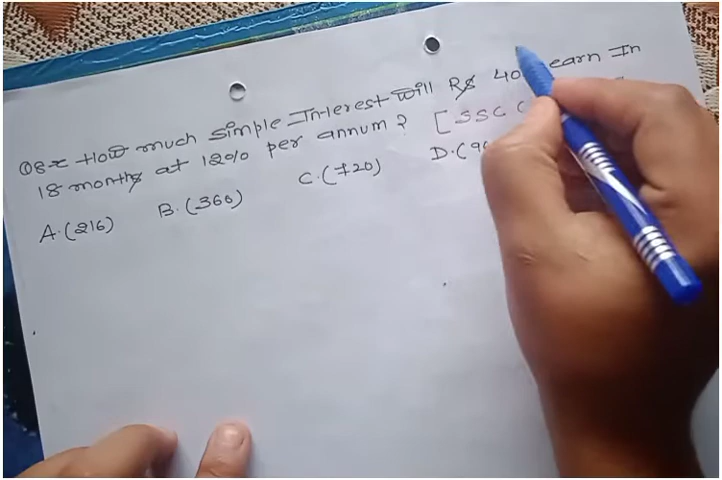 Q8:- How much simple Interest will Rs 40 earn In
18 months at 12% per annum? [SSC C
A.(216) B.(360) C.(720) D.(9